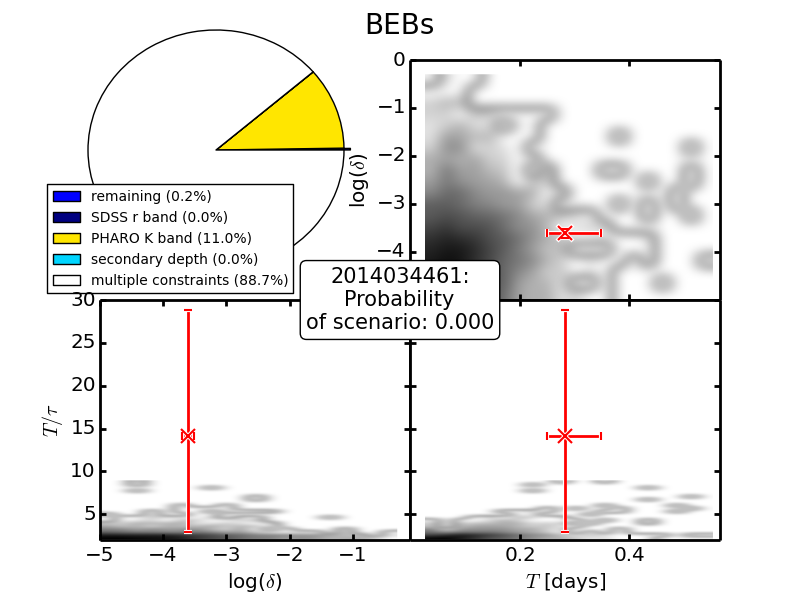 BEBs
remaining (0.2%)
SDSS r band (0.0%)
PHARO K band (11.0%)
secondary depth (0.0%)
multiple constraints (88.7%)
0
−1
−2
−3
−4
log(δ)
2014034461:
Probability
of scenario: 0.000
30
25
20
15
10
5
T/τ
−5 −4 −3 −2 −1
log(δ)
0.2 0.4
T [days]